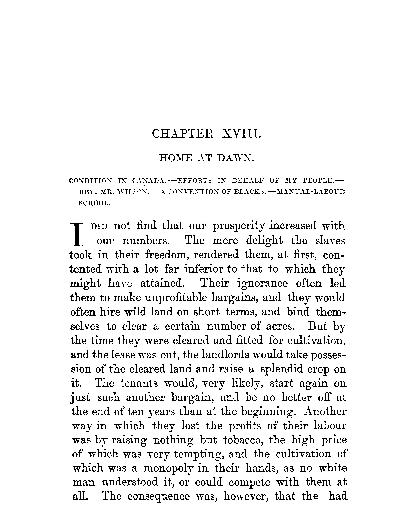 CHAPTER XVIII.
HOME AT DAWN.
CONDITION IN CANADA.—EFFORTS IN BEHALF OF MY PEOPLE.—
REV. MR. WILSON.—A CONVENTION OF BLACKS.—MANUAL-LABOUR
SCHOOL.
I DID not find that our prosperity increased with
our numbers. The mere delight the slaves
took in their freedom, rendered them, at first, con-
tented with a lot far inferior to that to which they
might have attained. Their ignorance often led
them to make unprofitable bargains, and they would
often hire wild land on short terms, and bind them-
selves to clear a certain number of acres. But by
the time they were cleared and fitted for cultivation,
and the lease was out, the landlords would take posses-
sion of the cleared land and raise a splendid crop on
it. The tenants would, very likely, start again on
just such another bargain, and be no better off at
the end of ten years than at the beginning. Another
way in which they lost the profits of their labour
was by raising nothing but tobacco, the high price
of which was very tempting, and the cultivation of
which was a monopoly in their hands, as no white
man understood it, or could compete with them at
all. The consequence was, however, that the had